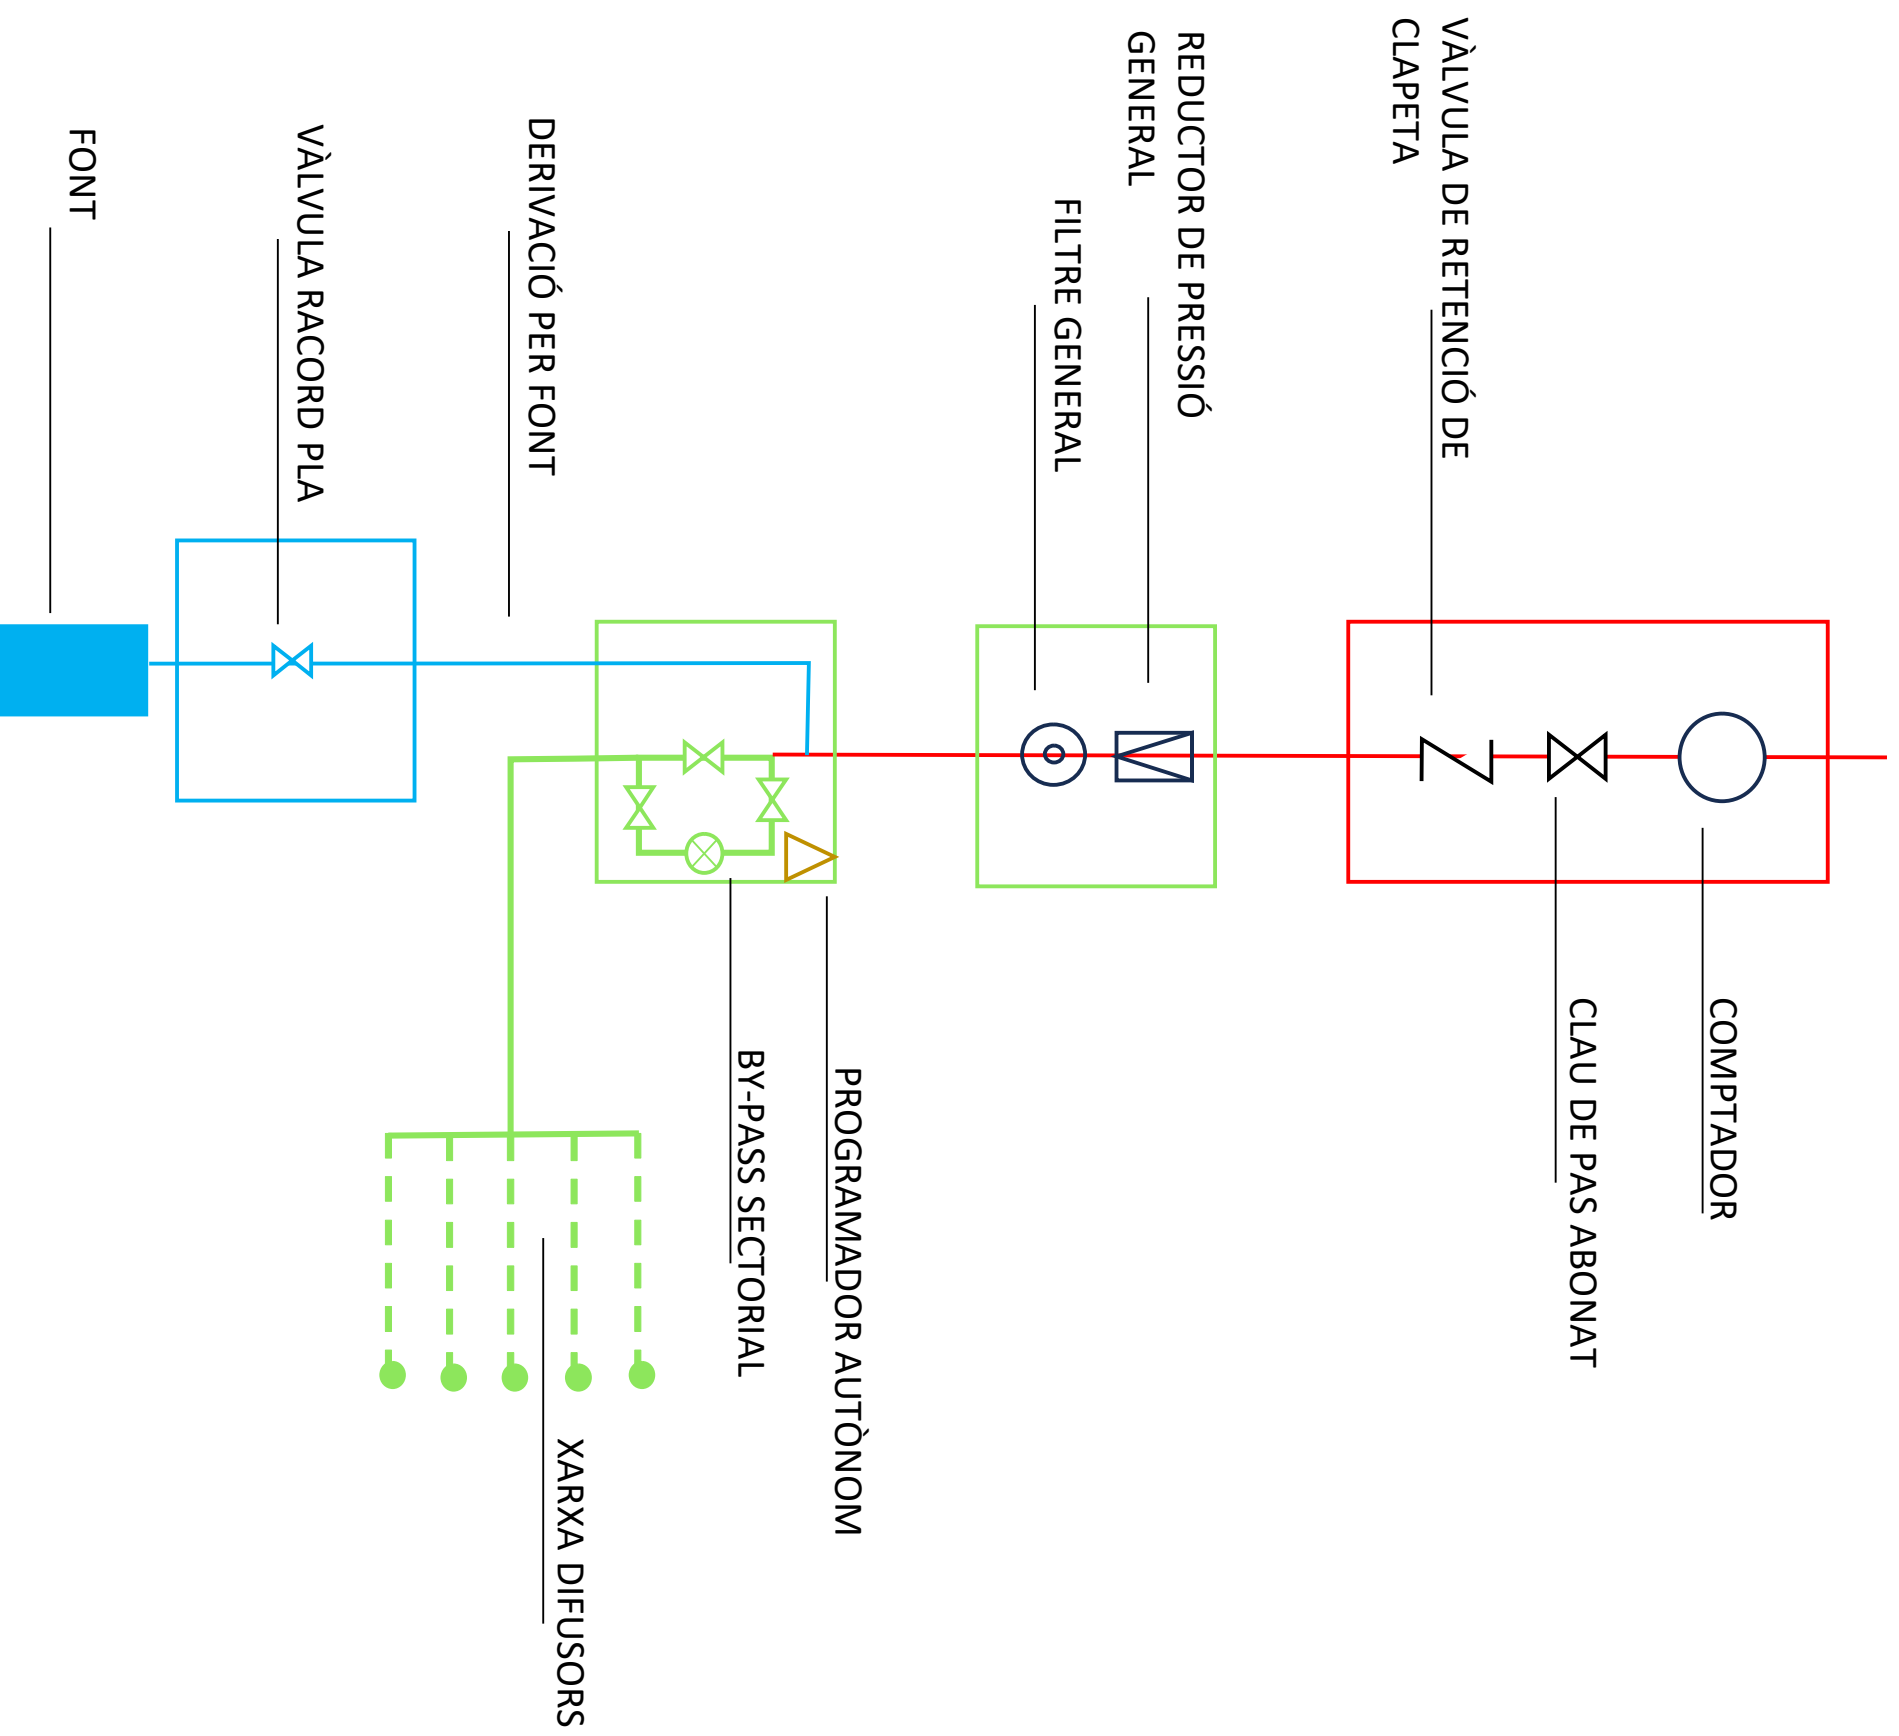 VÀLVULA DE RETENCIÓ DE
CLAPETA
REDUCTOR DE PRESSIÓ
GENERAL
FILTRE GENERAL
DERIVACIÓ PER FONT
VÀLVULA RACORD PLA
FONT
COMPTADOR
CLAU DE PAS ABONAT
PROGRAMADOR AUTÒNOM
BY-PASS SECTORIAL
XARXA DIFUSORS